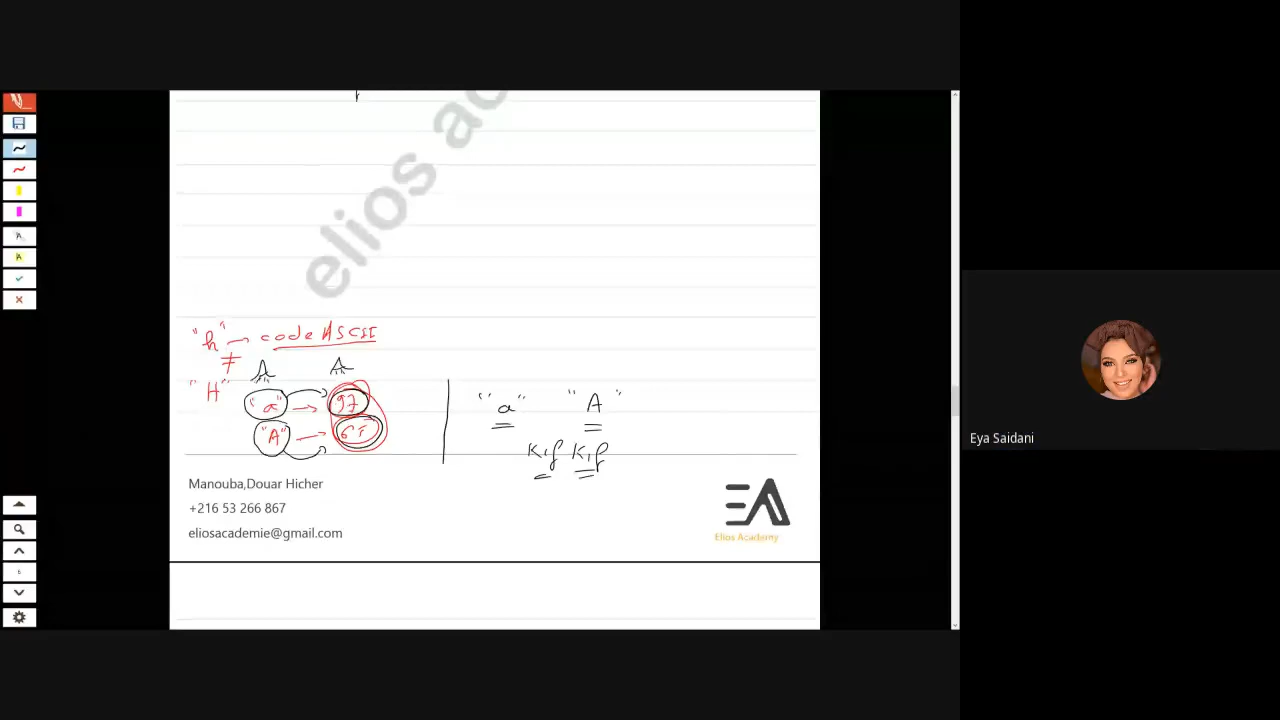 elios ac
"h" → code ASCII
≠
"H"
A A
"a" → 97
"A" → 65
"a" "A"
Kif Kif
Manouba,Douar Hicher
+216 53 266 867
eliosacademie@gmail.com
EA
Elios Academy
Eya Saidani